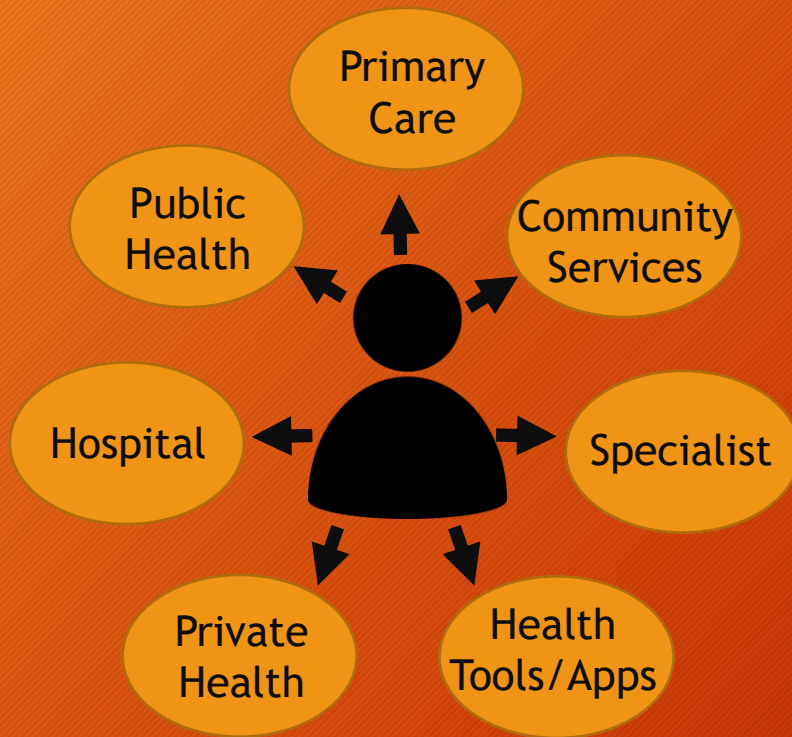 Primary
Care
Public
Health
Community
Services
Hospital
Specialist
Private
Health
Health
Tools/Apps